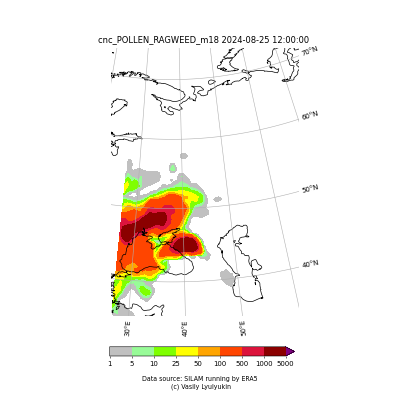 cnc_POLLEN_RAGWEED_m18 2024-08-25 12:00:00
70°N
60°N
50°N
40°N
30°E
40°E
50°E
1 5 10 25 50 100 500 1000 5000
Data source: SILAM running by ERA5
(c) Vasily Lyulyukin